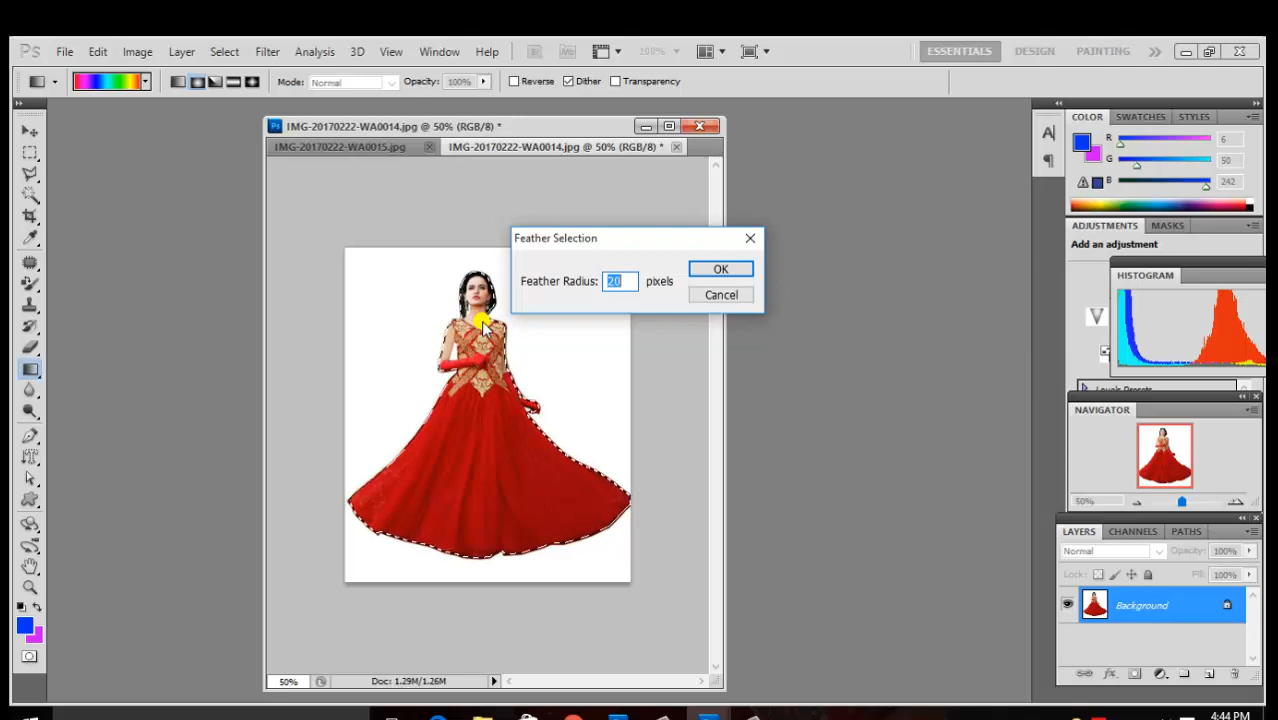 Ps File Edit Image Layer Select Filter Analysis 3D View Window Help Br Mb 100% ESSENTIALS DESIGN PAINTING
Mode: Normal Opacity: 100% Reverse Dither Transparency
IMG-20170222-WA0014.jpg @ 50% (RGB/8) *
IMG-20170222-WA0015.jpg IMG-20170222-WA0014.jpg @ 50% (RGB/8) *
Feather Selection
Feather Radius: 20 pixels
OK
Cancel
50% Doc: 1.29M/1.26M
COLOR SWATCHES STYLES
R 6
G 50
B 242
ADJUSTMENTS MASKS
Add an adjustment
HISTOGRAM
Levels Presets
NAVIGATOR
50%
LAYERS CHANNELS PATHS
Normal Opacity: 100%
Lock: Fill: 100%
Background
4:44 PM